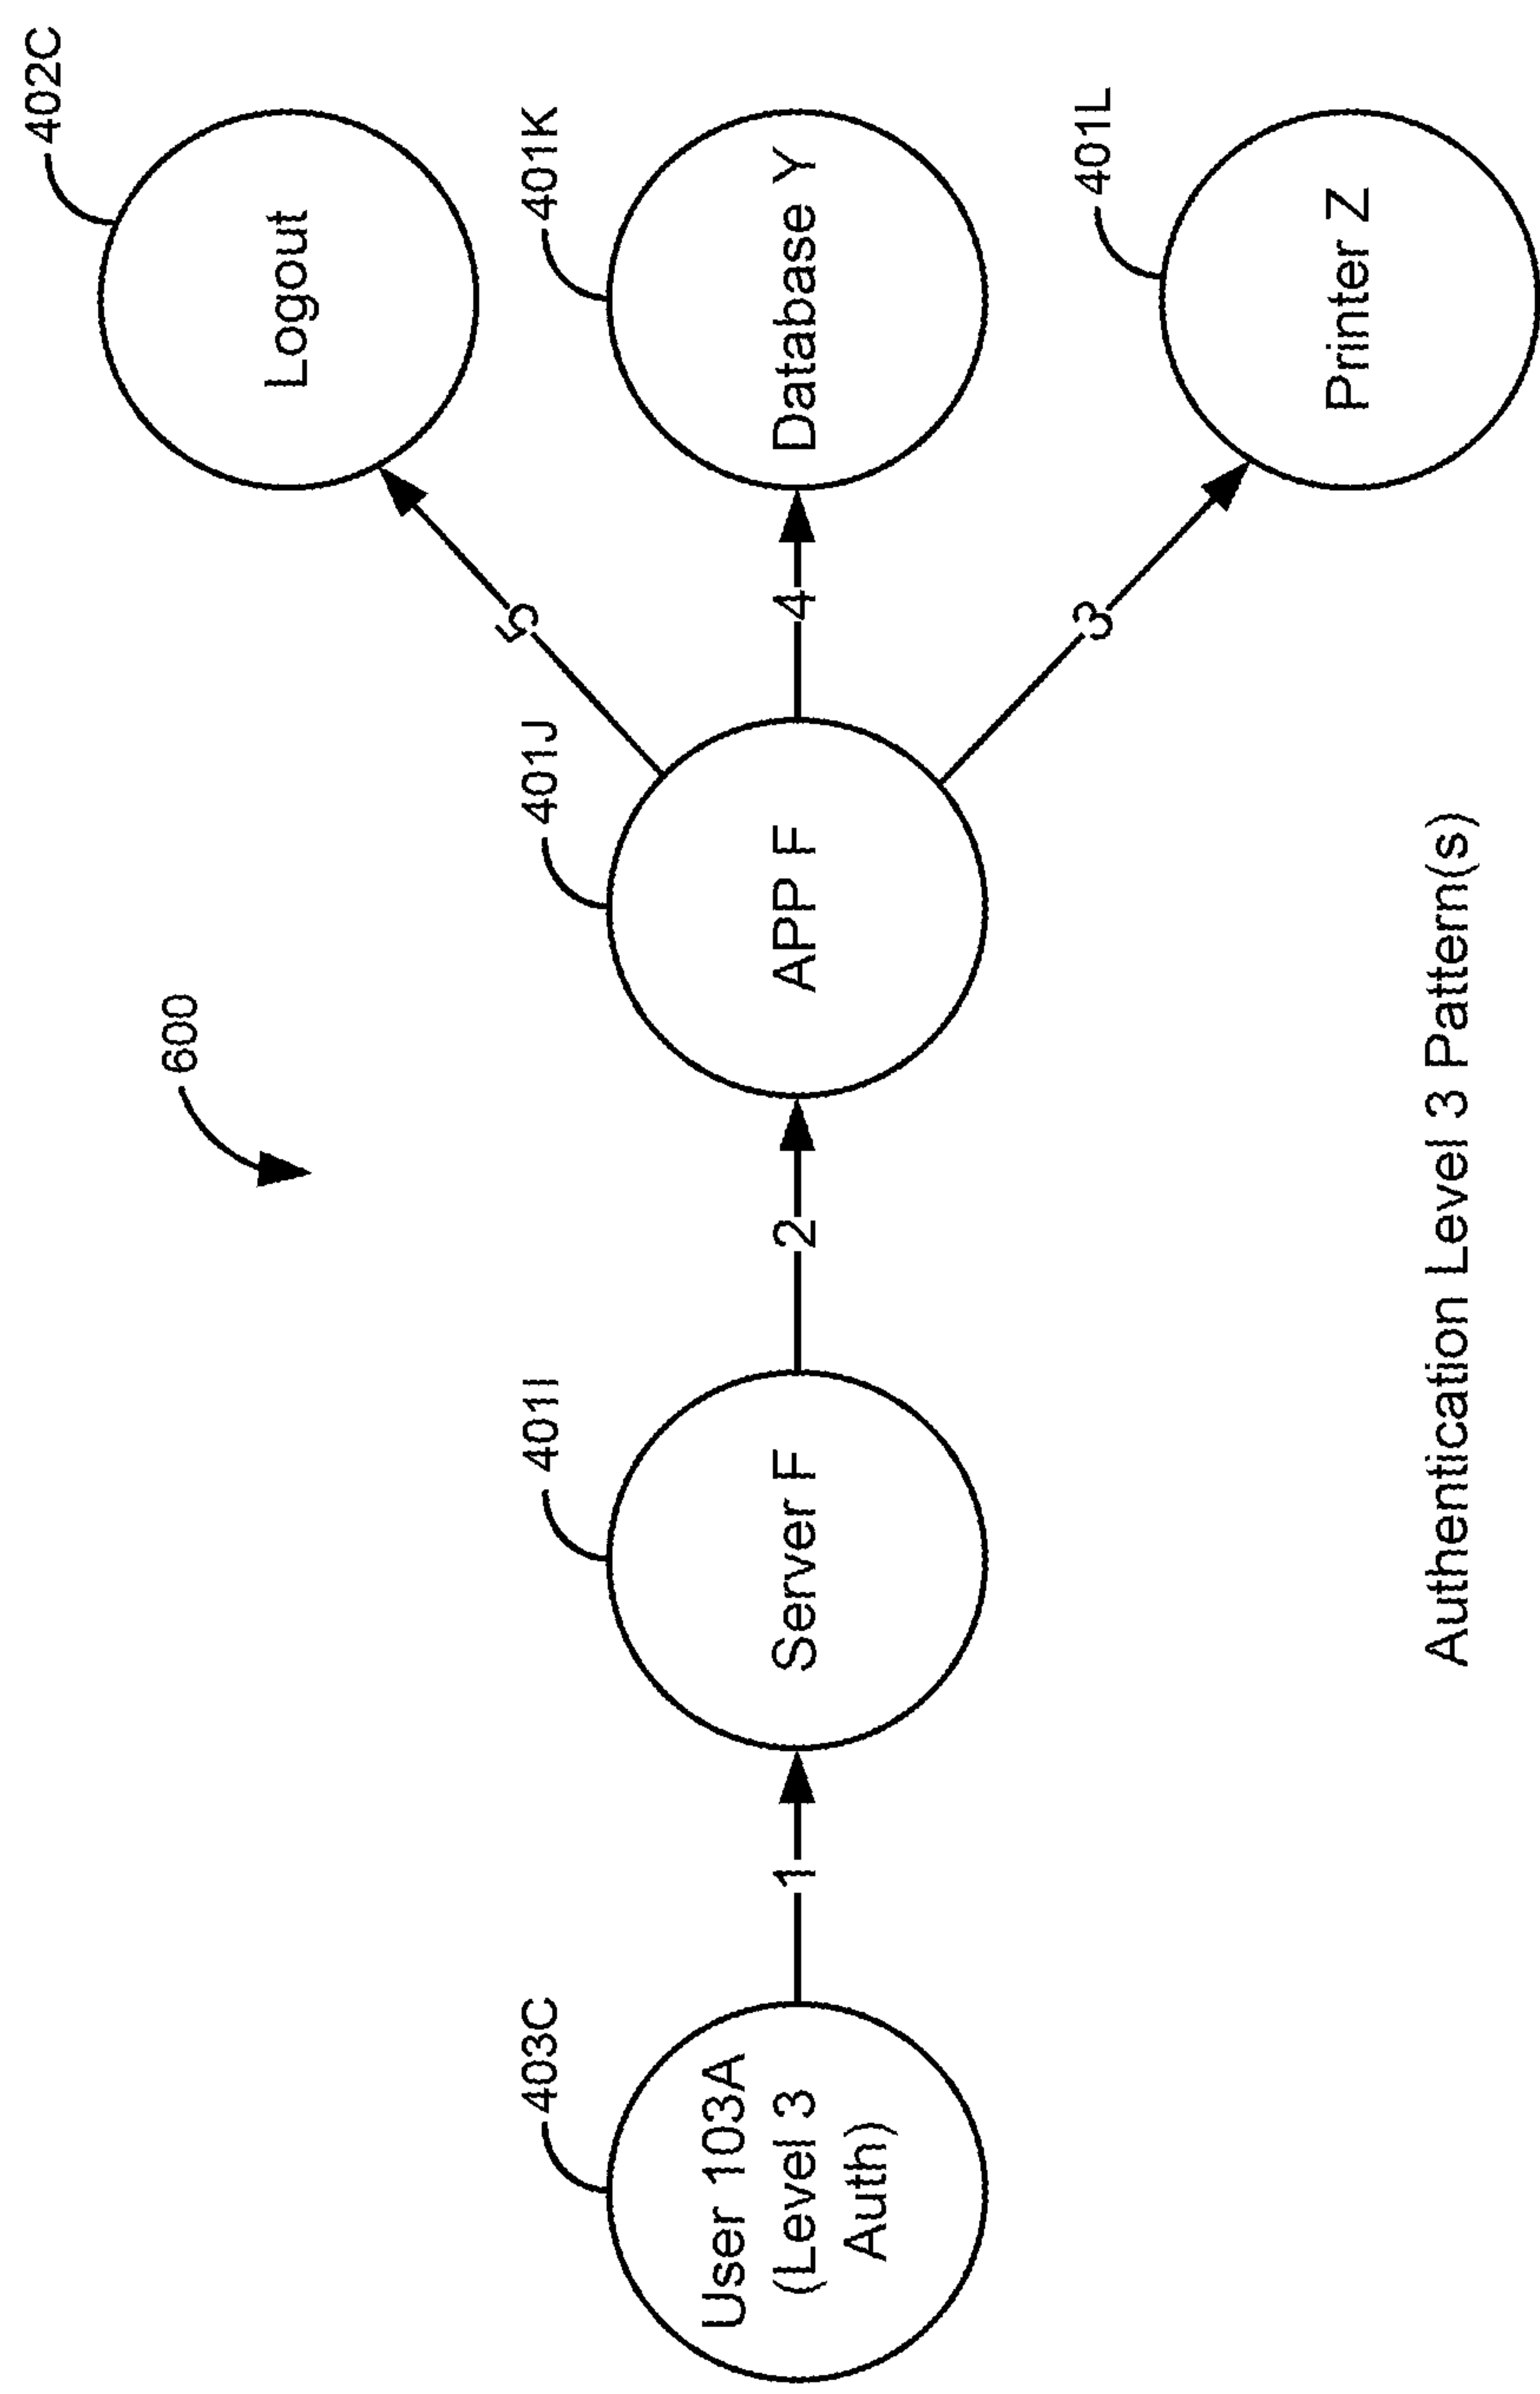 600
403C
User 103A
(Level 3
Auth)
1
401I
Server F
2
401J
APP F
5
4
3
402C
Logout
401K
Database Y
401L
Printer Z
Authentication Level 3 Pattern(s)